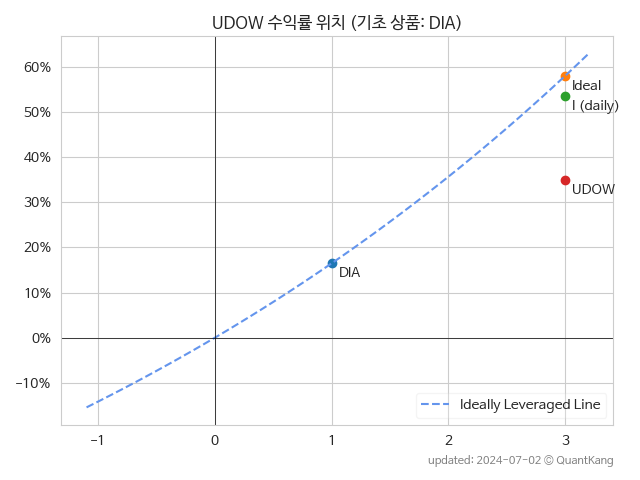 UDOW 수익률 위치 (기초 상품: DIA)
60%
50%
40%
30%
20%
10%
0%
−10%
Ideal
I (daily)
UDOW
DIA
Ideally Leveraged Line
−1
0
1
2
3
updated: 2024-07-02 © QuantKang